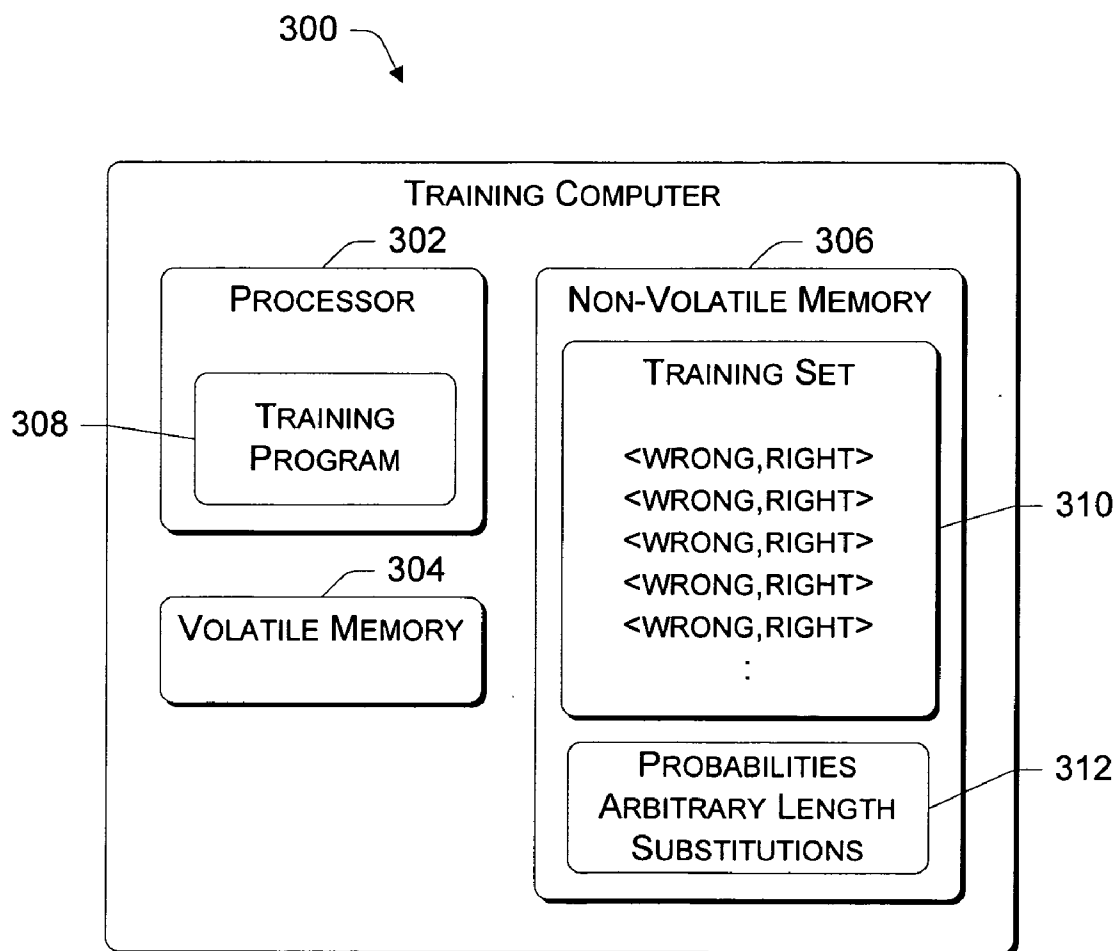 300
TRAINING COMPUTER
302
PROCESSOR
308
TRAINING
PROGRAM
304
VOLATILE MEMORY
306
NON-VOLATILE MEMORY
TRAINING SET
<WRONG,RIGHT>
<WRONG,RIGHT>
<WRONG,RIGHT>
<WRONG,RIGHT>
<WRONG,RIGHT>
:
310
PROBABILITIES
ARBITRARY LENGTH
SUBSTITUTIONS
312